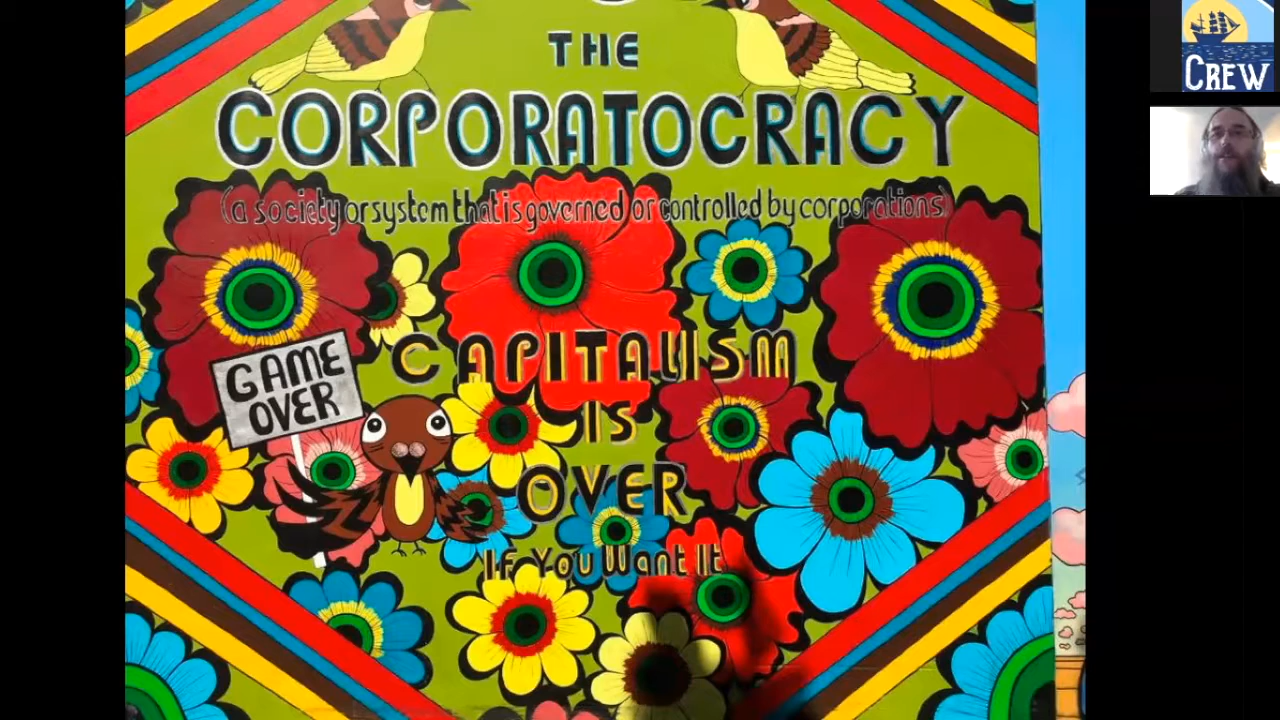 THE
CORPORATOCRACY
(a society or system that is governed or controlled by corporations)
GAME
OVER
CAPITALISM
IS
OVER
IF You Want It
CREW